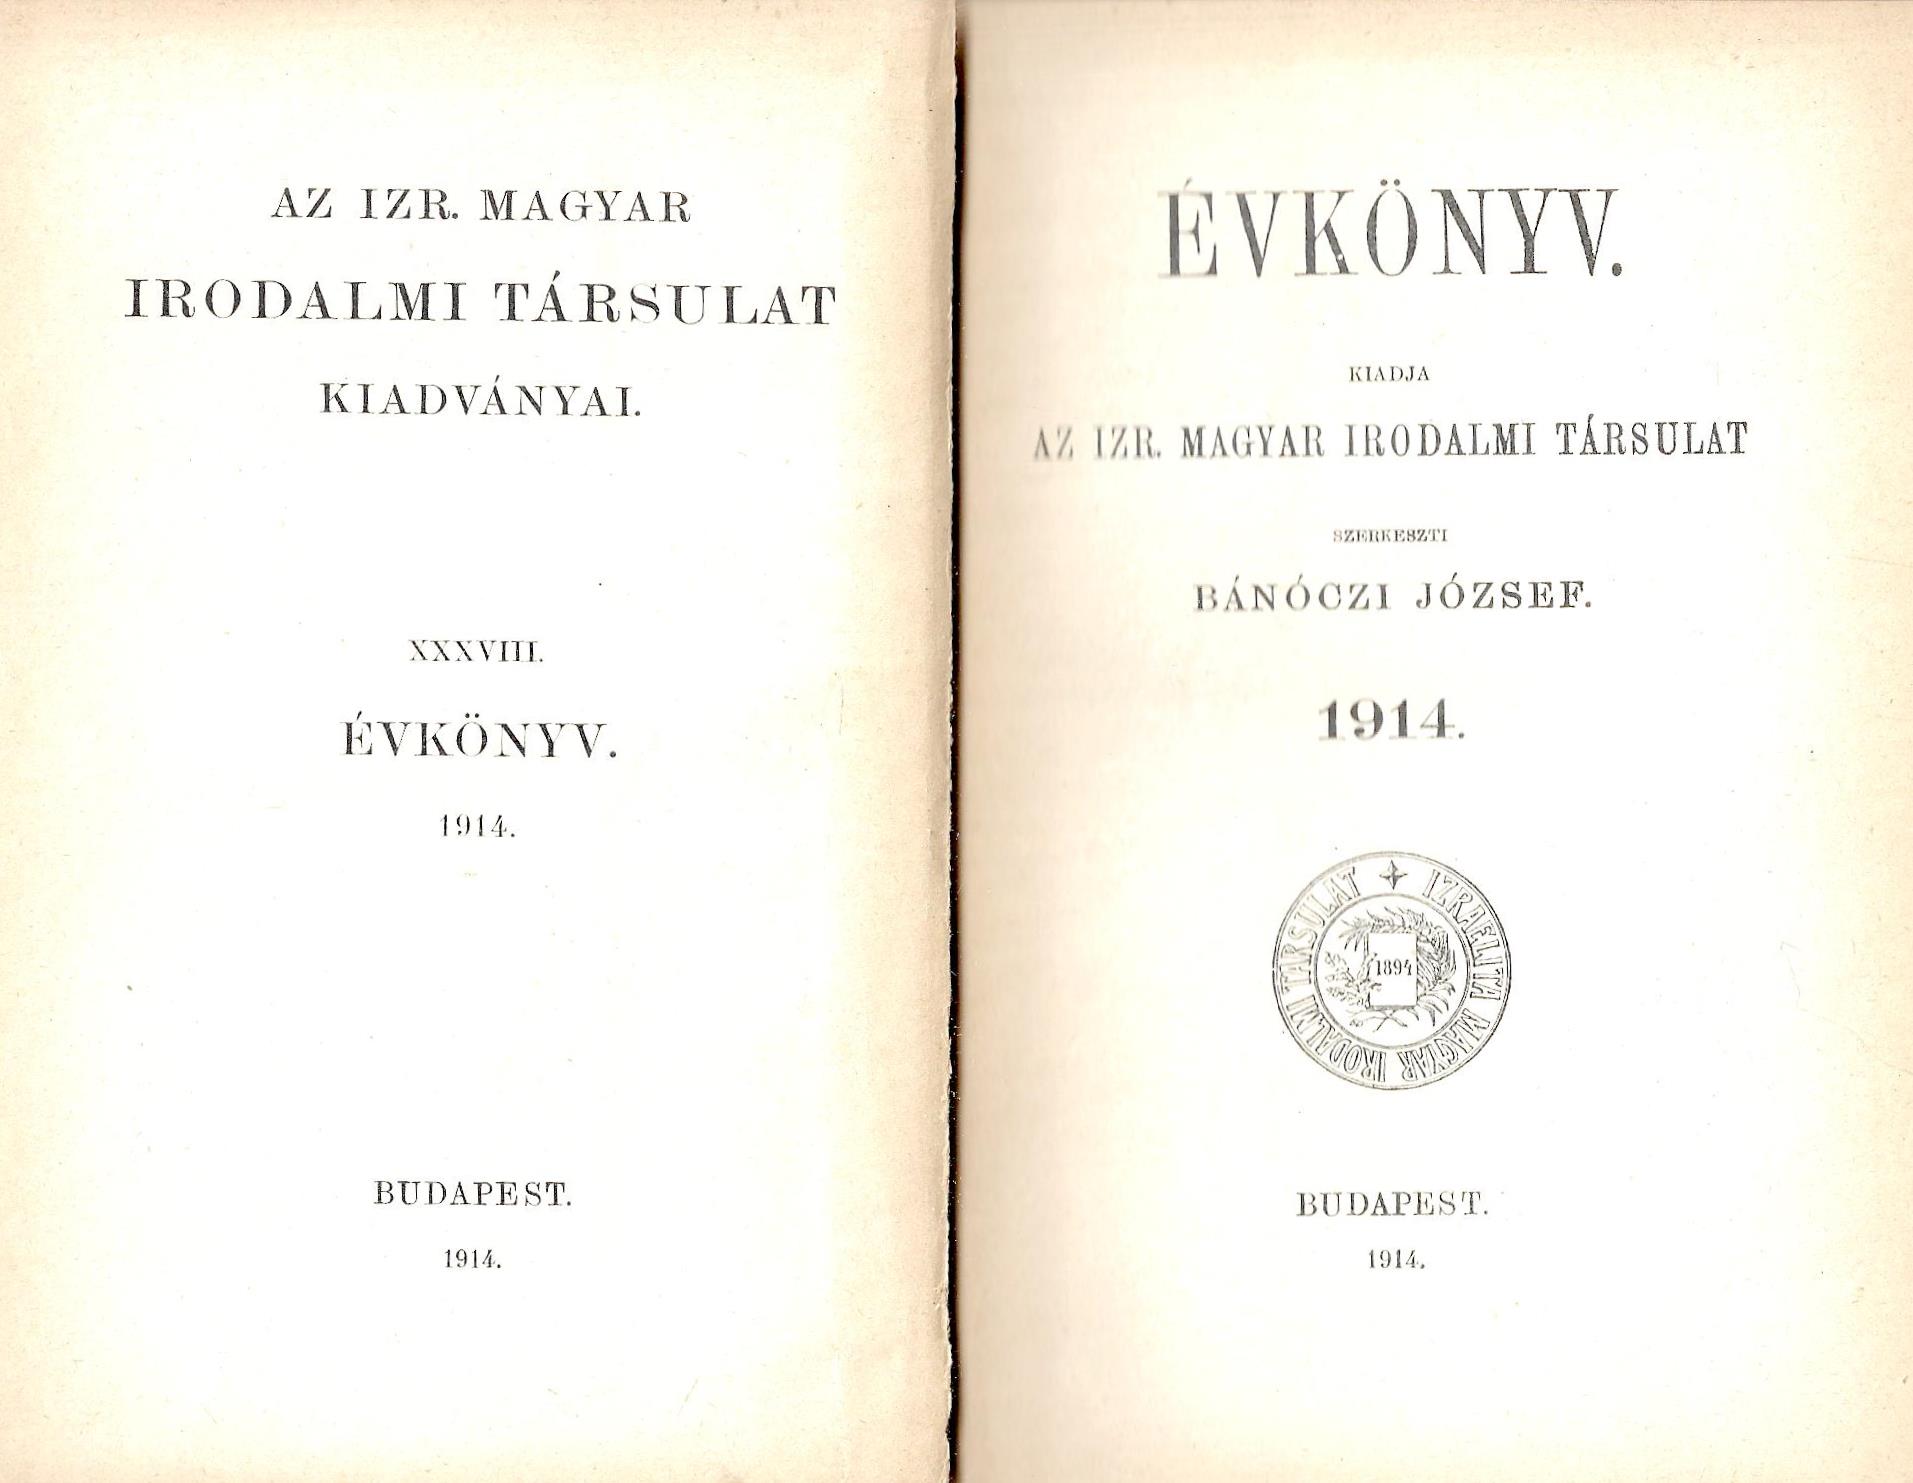 AZ IZR. MAGYAR
IRODALMI TÁRSULAT
KIADVÁNYAI.
XXXVIII.
ÉVKÖNYV.
1914.
BUDAPEST.
1914.
ÉVKÖNYV.
KIADJA
AZ IZR. MAGYAR IRODALMI TÁRSULAT
SZERKESZTI
BÁNÓCZI JÓZSEF.
1914.
IZRAELITA MAGYAR IRODALMI TÁRSULAT
1894
BUDAPEST.
1914.